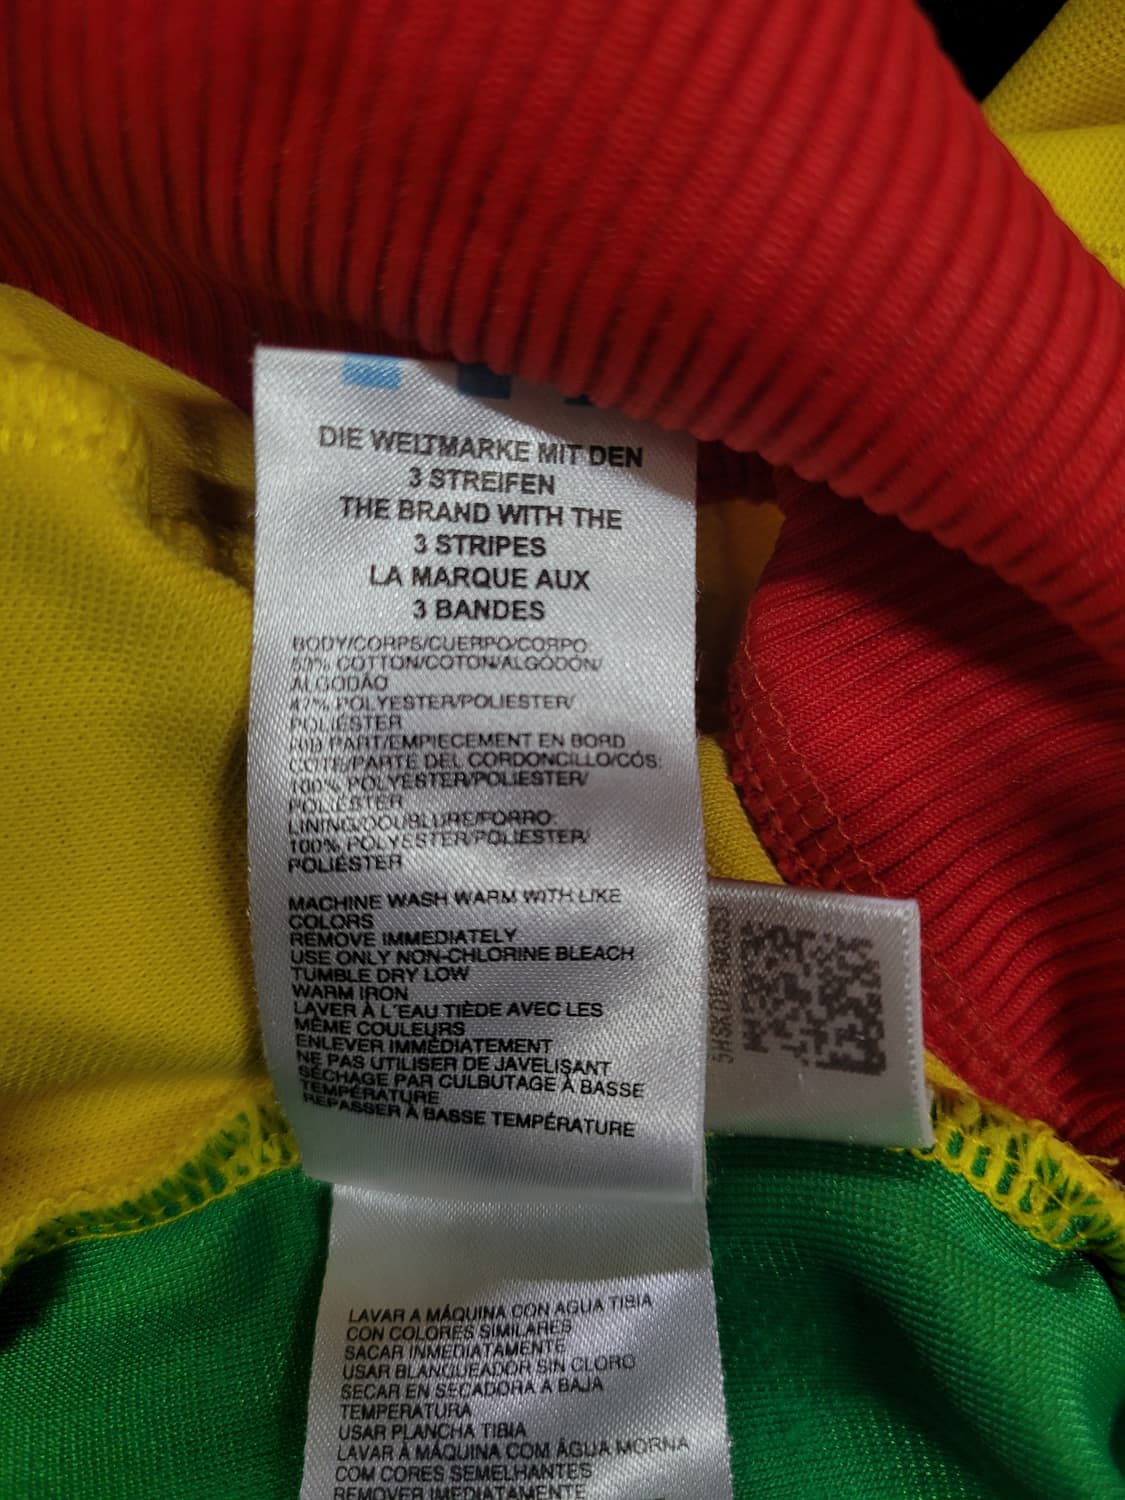 DIE WELTMARKE MIT DEN
3 STREIFEN
THE BRAND WITH THE
3 STRIPES
LA MARQUE AUX
3 BANDES
BODY/CORPS/CUERPO/CORPO:
COTTON/COTON/ALGODÓN/
ALGODÃO
47% POLYESTER/POLIESTER/
POLIÉSTER
PART/EMPIECEMENT EN BORD
COTE/PARTE DEL CORDONCILLO/CÓS:
100% POLYESTER/POLIESTER/
POLIÉSTER
LINING/DOUBLURE/FORRO:
100% POLYESTER/POLIESTER/
POLIÉSTER
MACHINE WASH WARM WITH LIKE
COLORS
REMOVE IMMEDIATELY
USE ONLY NON-CHLORINE BLEACH
TUMBLE DRY LOW
WARM IRON
LAVER À L'EAU TIÈDE AVEC LES
MÊME COULEURS
ENLEVER IMMÉDIATEMENT
NE PAS UTILISER DE JAVELISANT
SÉCHAGE PAR CULBUTAGE À BASSE
TEMPÉRATURE
REPASSER À BASSE TEMPÉRATURE
LAVAR A MÁQUINA CON AGUA TIBIA
CON COLORES SIMILARES
SACAR INMEDIATAMENTE
USAR BLANQUEADOR SIN CLORO
SECAR EN SECADORA A BAJA
TEMPERATURA
USAR PLANCHA TIBIA
LAVAR À MÁQUINA COM ÁGUA MORNA
COM CORES SEMELHANTES
REMOVER IMEDIATAMENTE